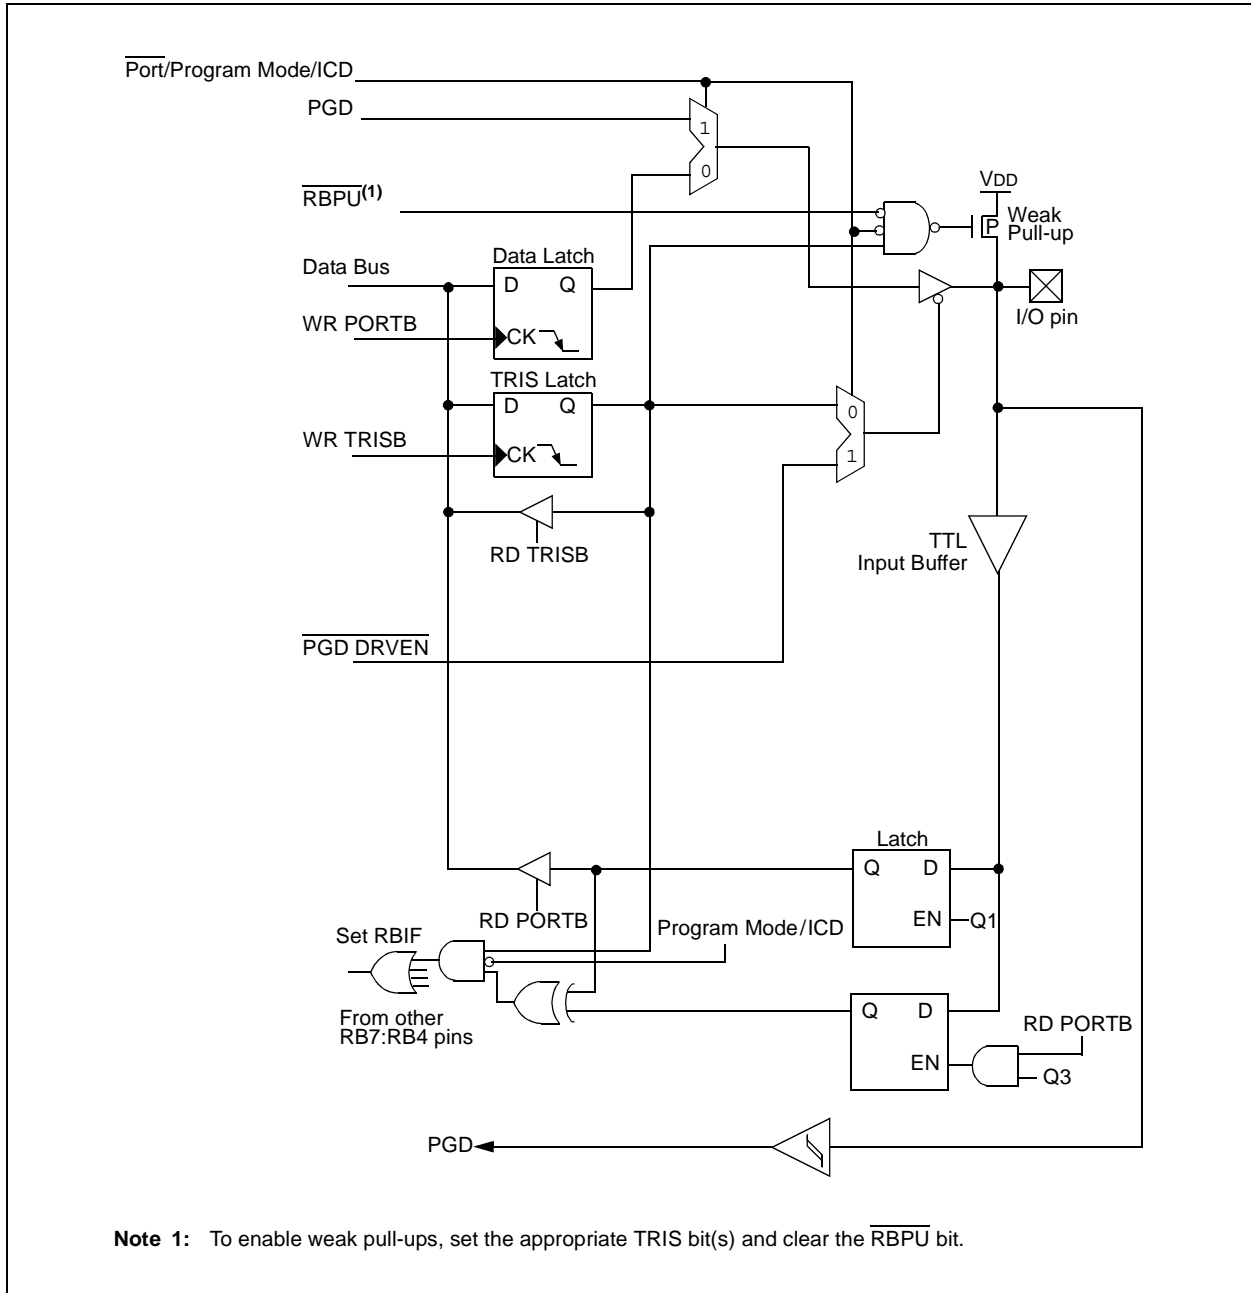 Port/Program Mode/ICD
PGD
1
0
RBPU(1)
VDD
Weak
P
Pull-up
Data Bus
Data Latch
D Q
I/O pin
WR PORTB
CK
TRIS Latch
D Q
0
WR TRISB
CK
1
RD TRISB
TTL
Input Buffer
PGD DRVEN
Latch
Q D
EN
Q1
RD PORTB
Program Mode/ICD
Set RBIF
From other
RB7:RB4 pins
Q D
RD PORTB
EN
Q3
PGD
Note 1: To enable weak pull-ups, set the appropriate TRIS bit(s) and clear the RBPU bit.